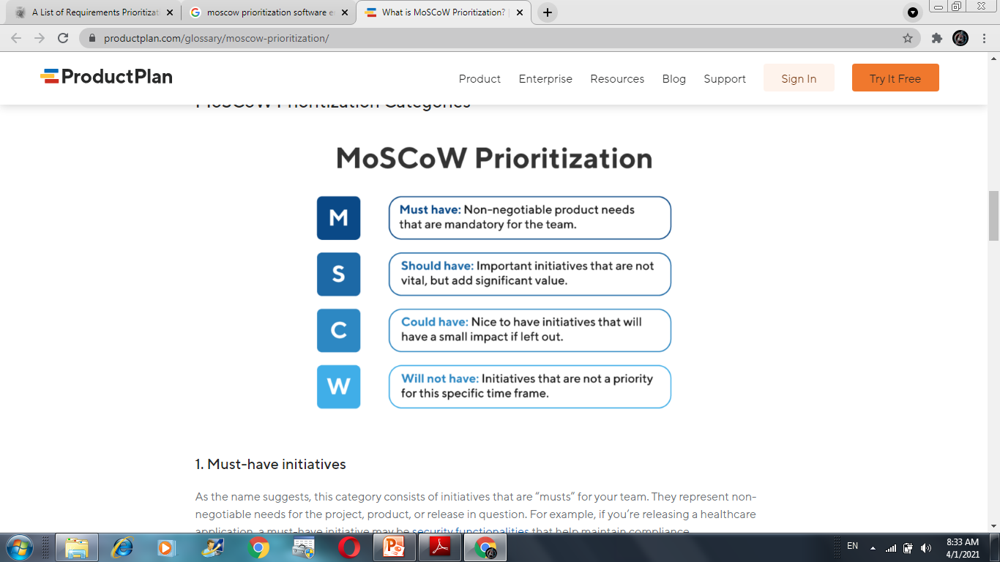 A List of Requirements Prioritizat
moscow prioritization software e
What is MoSCoW Prioritization? |
productplan.com/glossary/moscow-prioritization/
ProductPlan
Product Enterprise Resources Blog Support Sign In Try It Free
MoSCoW Prioritization Categories
MoSCoW Prioritization
M
Must have: Non-negotiable product needs
that are mandatory for the team.
S
Should have: Important initiatives that are not
vital, but add significant value.
C
Could have: Nice to have initiatives that will
have a small impact if left out.
W
Will not have: Initiatives that are not a priority
for this specific time frame.
1. Must-have initiatives
As the name suggests, this category consists of initiatives that are “musts” for your team. They represent non-
negotiable needs for the project, product, or release in question. For example, if you’re releasing a healthcare
application, a must-have initiative may be security functionalities that help maintain compliance.
EN
8:33 AM
4/1/2021